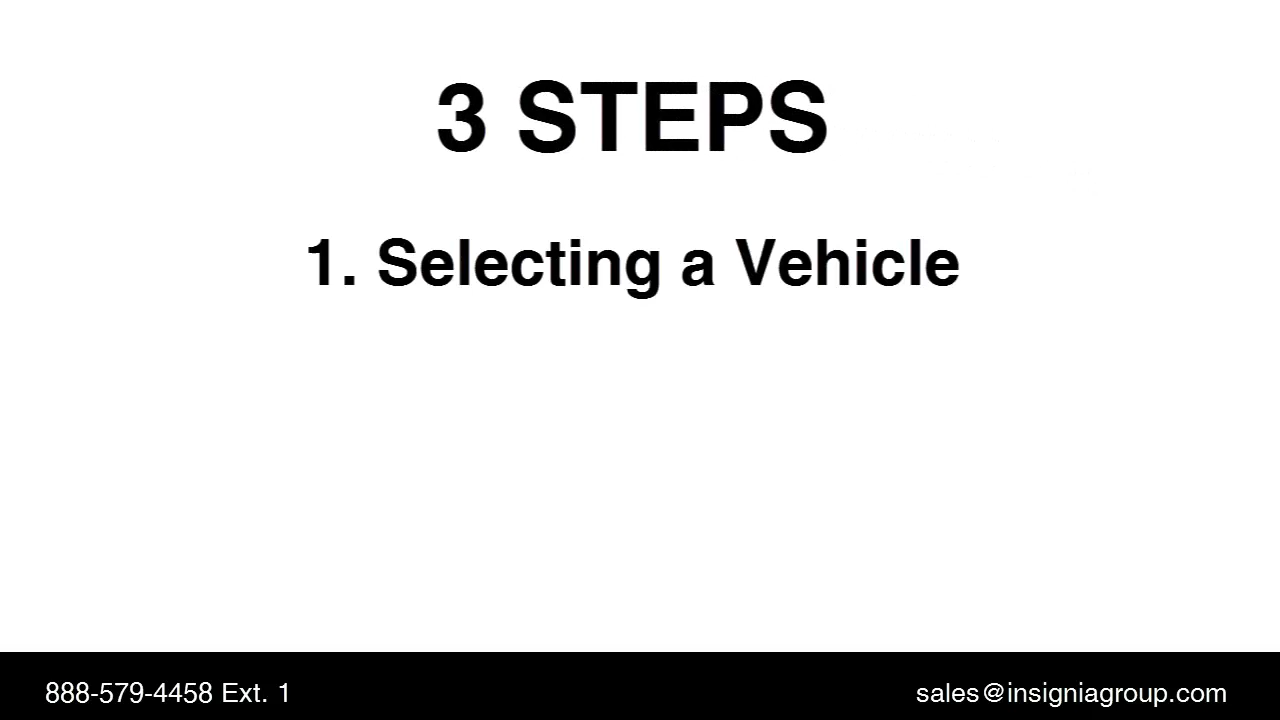 3 STEPS
1. Selecting a Vehicle
888-579-4458 Ext. 1
sales@insigniagroup.com